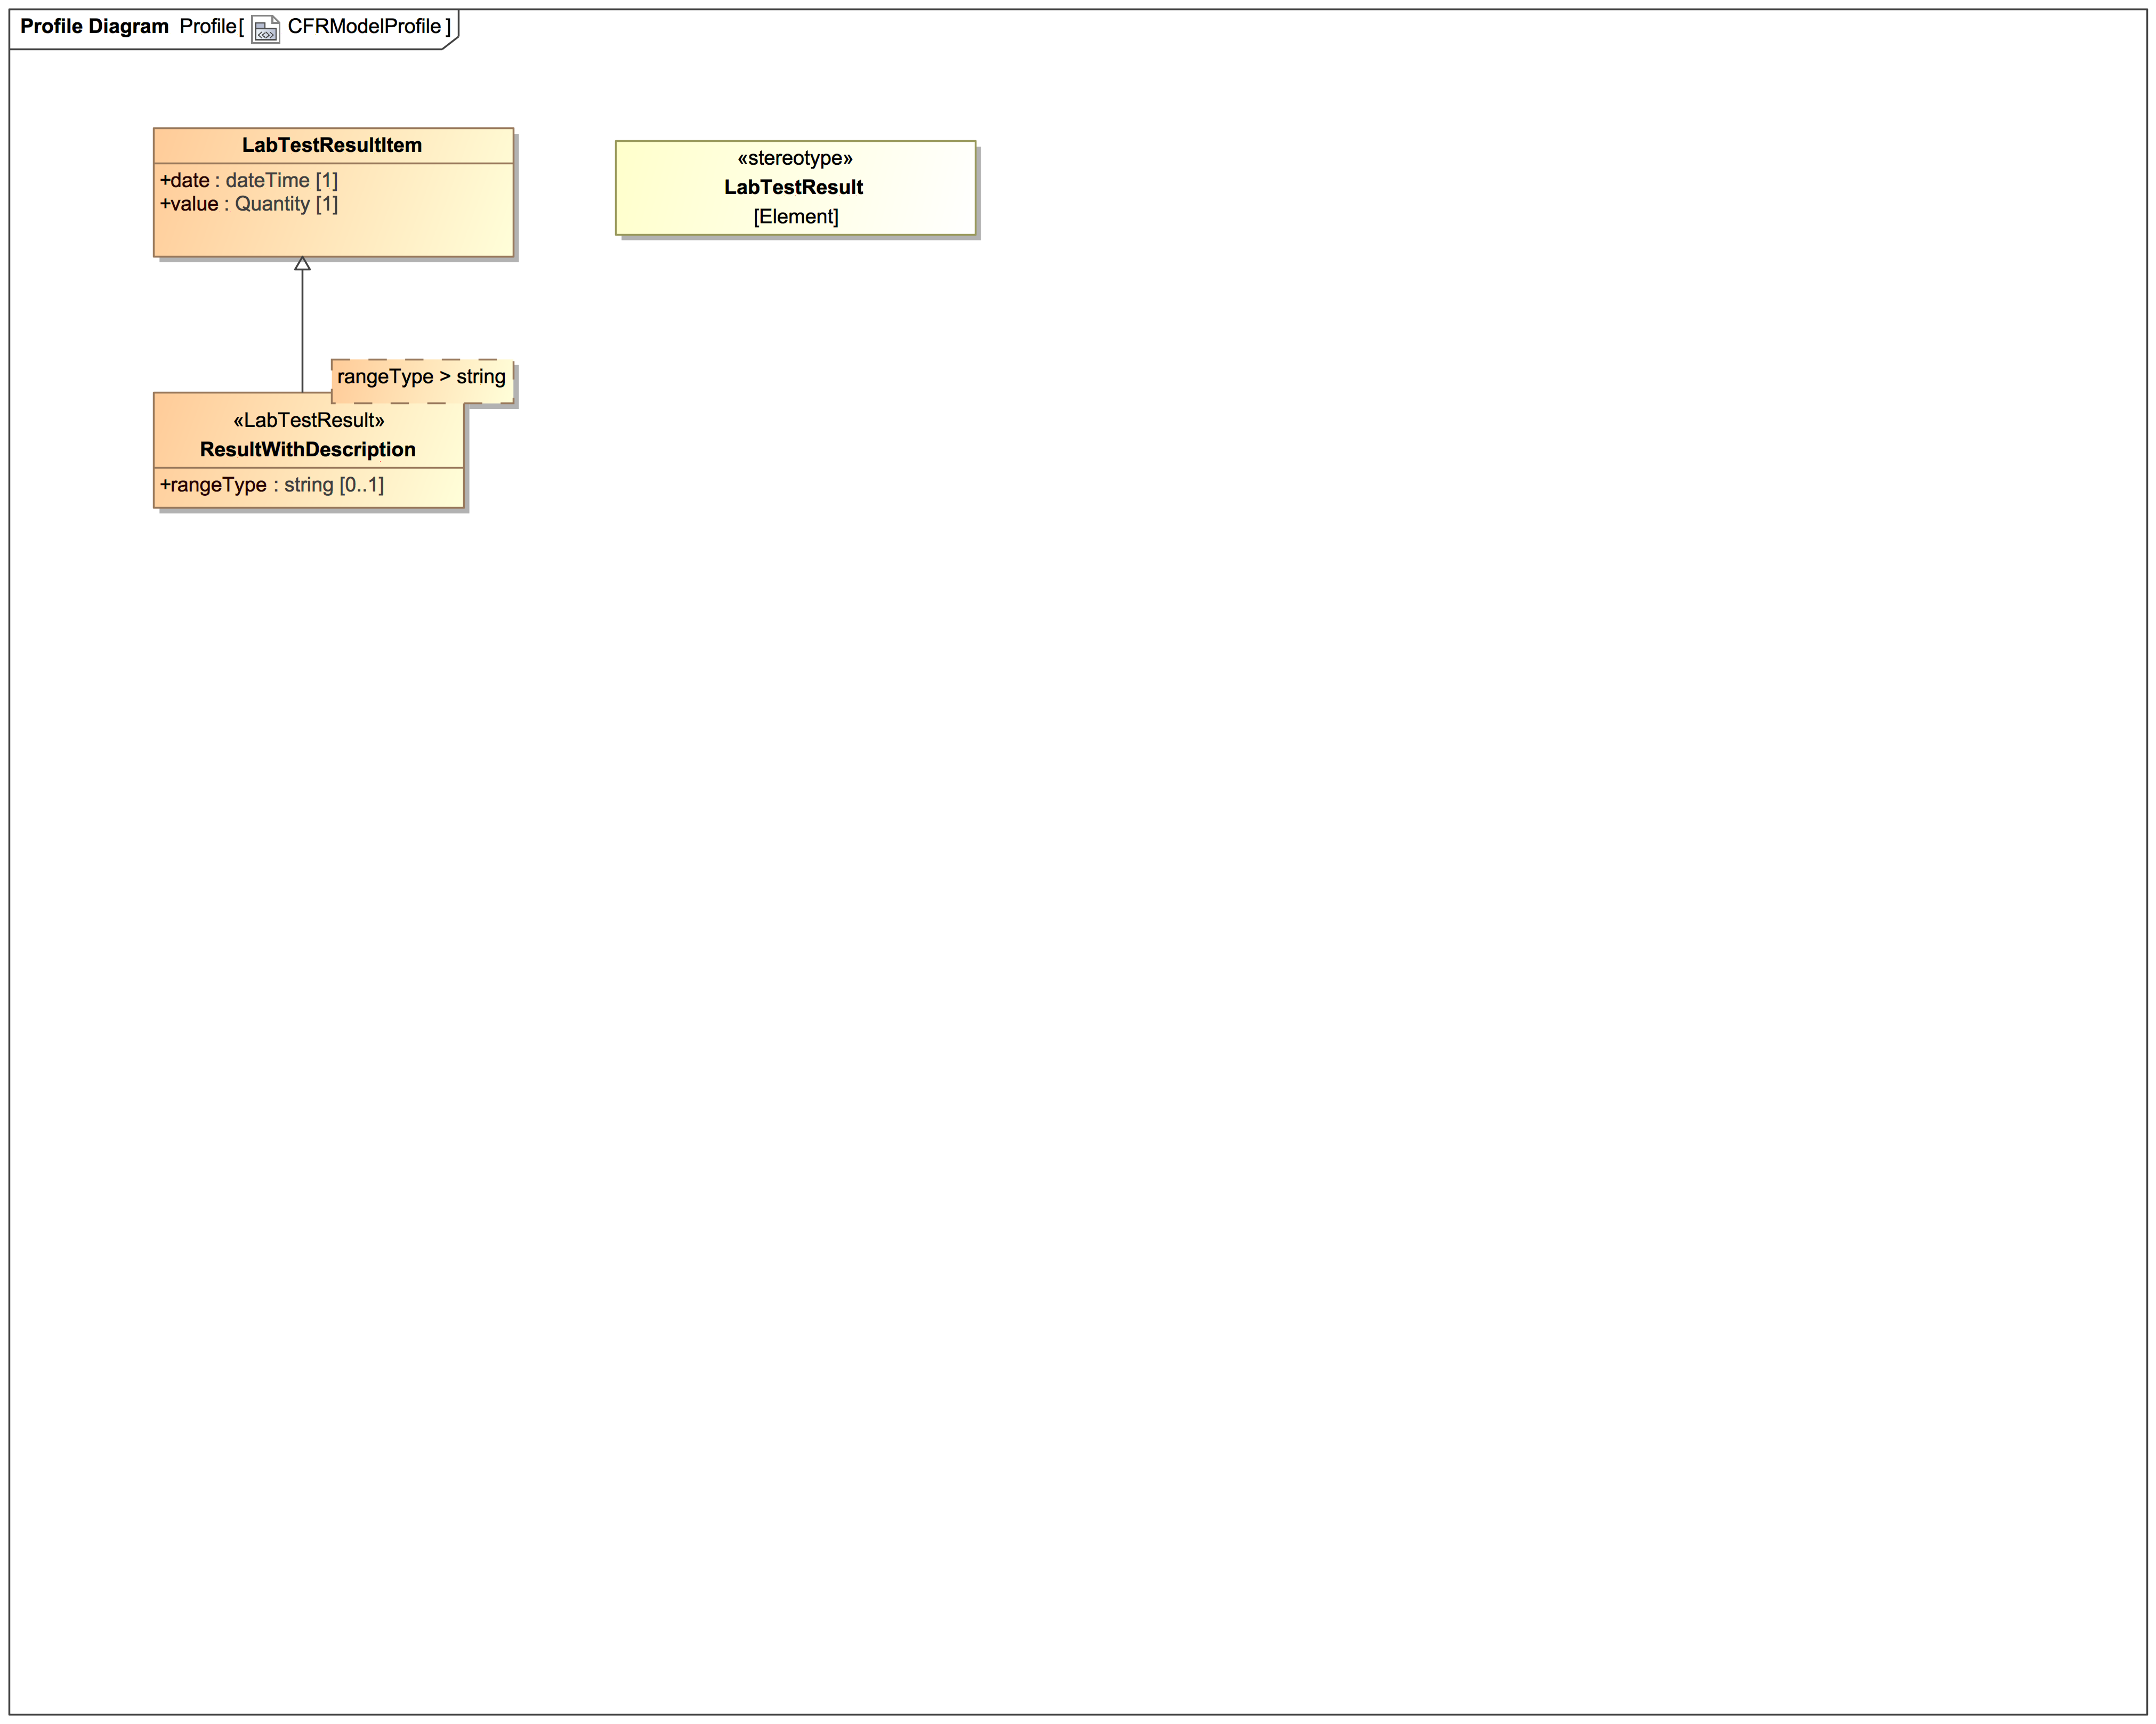 Profile Diagram Profile[ CFRModelProfile ]
LabTestResultItem
+date : dateTime [1]
+value : Quantity [1]
«stereotype»
LabTestResult
[Element]
rangeType > string
«LabTestResult»
ResultWithDescription
+rangeType : string [0..1]